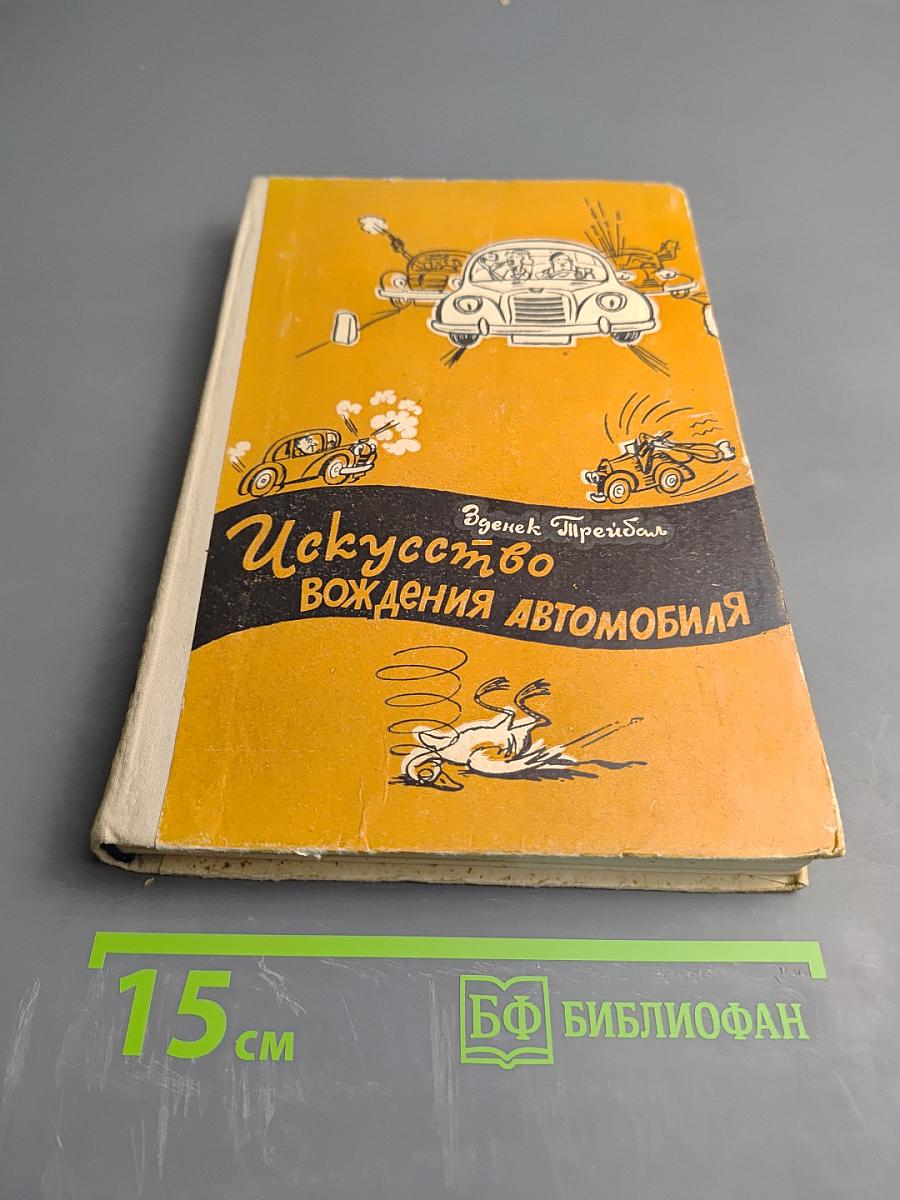 Зденек Трейбал
Искусство
ВОЖДЕНИЯ АВТОМОБИЛЯ
15 см
БФ БИБЛИОФАН